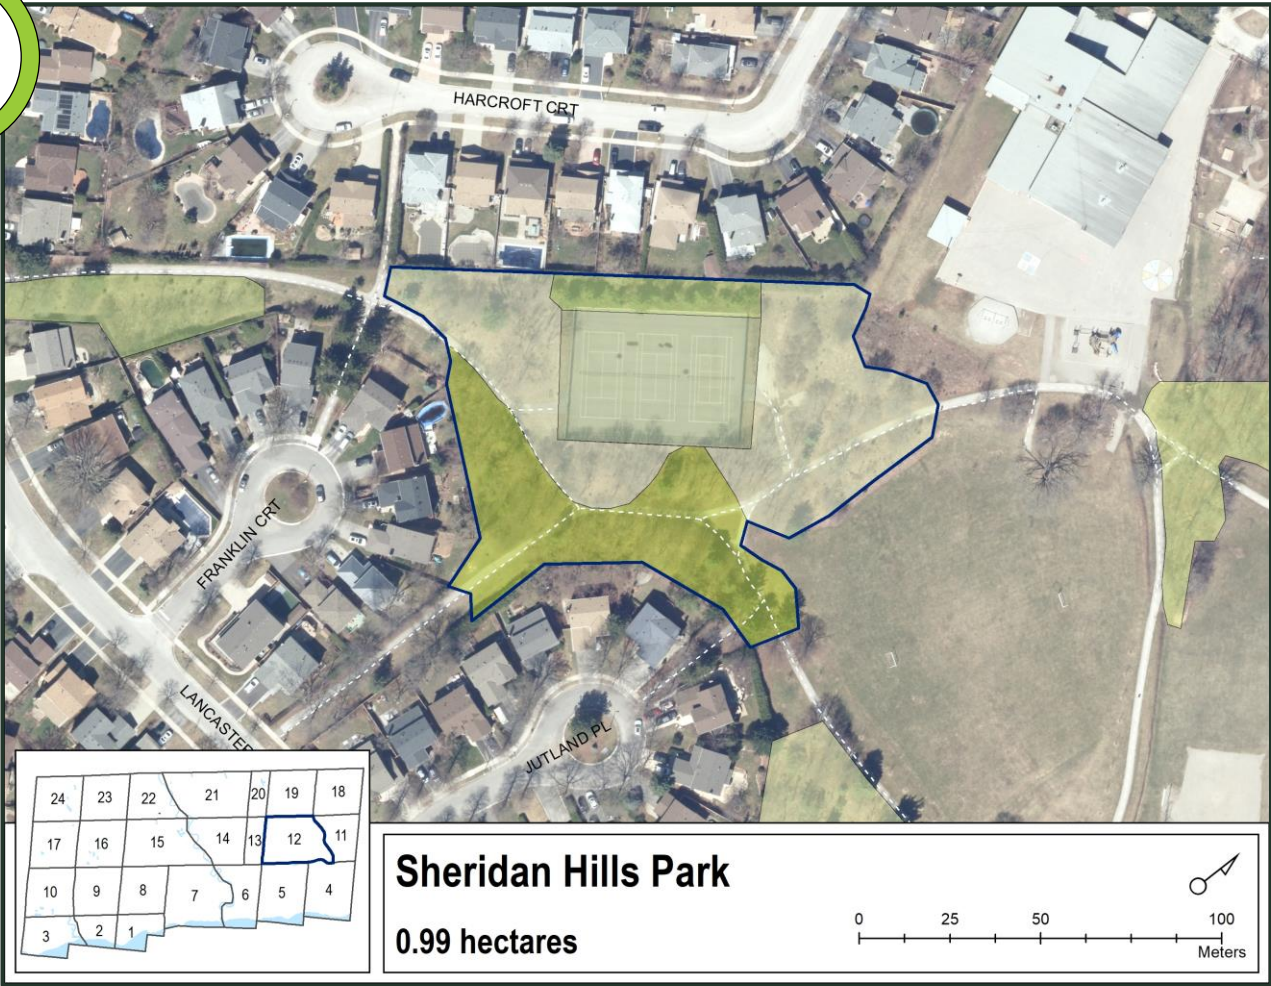 HARCROFT CRT
FRANKLIN CRT
LANCASTER
JUTLAND PL
24 23 22 21 20 19 18
17 16 15 14 13 12 11
10 9 8 7 6 5 4
3 2 1
Sheridan Hills Park
0.99 hectares
0 25 50 100
Meters